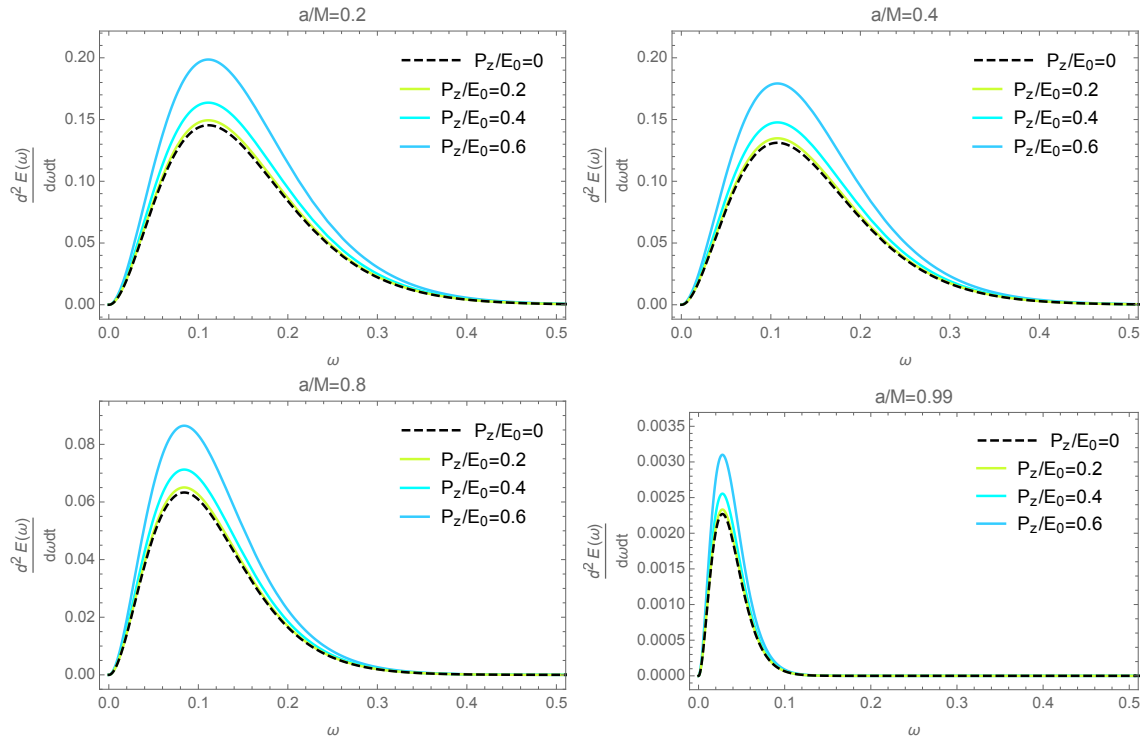 a/M=0.2
0.20
0.15
0.10
0.05
0.00
d² E(ω)
dωdt
0.0 0.1 0.2 0.3 0.4 0.5
ω
P_z/E_0=0
P_z/E_0=0.2
P_z/E_0=0.4
P_z/E_0=0.6
a/M=0.4
0.20
0.15
0.10
0.05
0.00
d² E(ω)
dωdt
0.0 0.1 0.2 0.3 0.4 0.5
ω
P_z/E_0=0
P_z/E_0=0.2
P_z/E_0=0.4
P_z/E_0=0.6
a/M=0.8
0.08
0.06
0.04
0.02
0.00
d² E(ω)
dωdt
0.0 0.1 0.2 0.3 0.4 0.5
ω
P_z/E_0=0
P_z/E_0=0.2
P_z/E_0=0.4
P_z/E_0=0.6
a/M=0.99
0.0035
0.0030
0.0025
0.0020
0.0015
0.0010
0.0005
0.0000
d² E(ω)
dωdt
0.0 0.1 0.2 0.3 0.4 0.5
ω
P_z/E_0=0
P_z/E_0=0.2
P_z/E_0=0.4
P_z/E_0=0.6